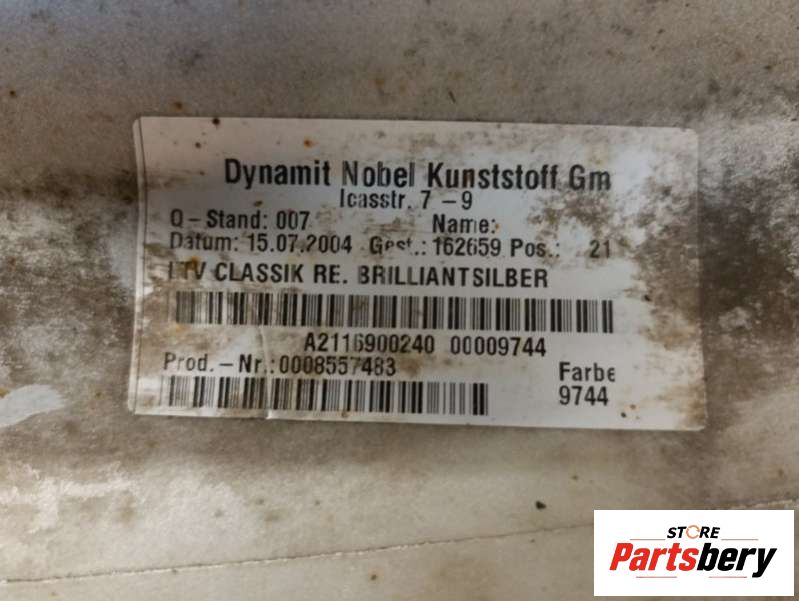 Dynamit Nobel Kunststoff Gm
Icasstr. 7 - 9
Q - Stand: 007 Name:
Datum: 15.07.2004 Gest.: 162659 Pos.: 21
LTV CLASSIK RE. BRILLIANTSILBER
A2116900240 00009744
Prod. - Nr.: 0008557483 Farbe
9744
STORE
Partsbery